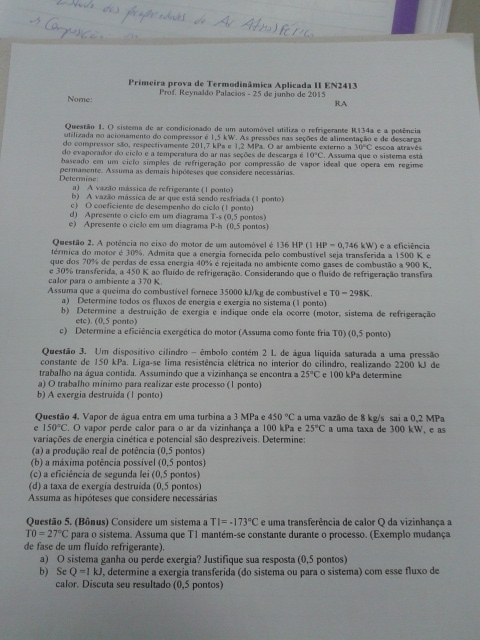 Primeira prova de Termodinâmica Aplicada II EN2413
Prof. Reynaldo Palacios - 25 de junho de 2015
Nome:
RA
Questão 1. O sistema de ar condicionado de um automóvel utiliza o refrigerante R134a e a potência
utilizada no acionamento do compressor é 1,5 kW. As pressões nas seções de alimentação e de descarga
do compressor são, respectivamente 201,7 kPa e 1,2 MPa. O ar ambiente externo a 30°C escoa através
do evaporador do ciclo e a temperatura do ar nas seções de descarga é 10°C. Assuma que o sistema está
baseado em um ciclo simples de refrigeração por compressão de vapor ideal que opera em regime
permanente. Assuma as demais hipóteses que considere necessárias.
Determine:
a) A vazão mássica de refrigerante (1 ponto)
b) A vazão mássica de ar que está sendo resfriada (1 ponto)
c) O coeficiente de desempenho do ciclo (1 ponto)
d) Apresente o ciclo em um diagrama T-s (0,5 pontos)
e) Apresente o ciclo em um diagrama P-h (0,5 pontos)
Questão 2. A potência no eixo do motor de um automóvel é 136 HP (1 HP = 0,746 kW) e a eficiência
térmica do motor é 30%. Admita que a energia fornecida pelo combustível seja transferida a 1500 K e
que dos 70% de perdas de essa energia 40% é rejeitada no ambiente como gases de combustão a 900 K,
e 30% transferida, a 450 K ao fluido de refrigeração. Considerando que o fluido de refrigeração transfira
calor para o ambiente a 370 K.
Assuma que a queima do combustível fornece 35000 kJ/kg de combustível e T0 = 298K.
a) Determine todos os fluxos de energia e exergia no sistema (1 ponto)
b) Determine a destruição de exergia e indique onde ela ocorre (motor, sistema de refrigeração
etc). (0,5 ponto)
c) Determine a eficiência exergética do motor (Assuma como fonte fria T0) (0,5 ponto)
Questão 3. Um dispositivo cilindro – êmbolo contém 2 L de água líquida saturada a uma pressão
constante de 150 kPa. Liga-se lima resistência elétrica no interior do cilindro, realizando 2200 kJ de
trabalho na água contida. Assumindo que a vizinhança se encontra a 25°C e 100 kPa determine
a) O trabalho mínimo para realizar este processo (1 ponto)
b) A exergia destruída (1 ponto)
Questão 4. Vapor de água entra em uma turbina a 3 MPa e 450 °C a uma vazão de 8 kg/s sai a 0,2 MPa
e 150°C. O vapor perde calor para o ar da vizinhança a 100 kPa e 25°C a uma taxa de 300 kW, e as
variações de energia cinética e potencial são desprezíveis. Determine:
(a) a produção real de potência (0,5 pontos)
(b) a máxima potência possível (0,5 pontos)
(c) a eficiência de segunda lei (0,5 pontos)
(d) a taxa de exergia destruída (0,5 pontos)
Assuma as hipóteses que considere necessárias
Questão 5. (Bônus) Considere um sistema a T1= -173°C e uma transferência de calor Q da vizinhança a
T0 = 27°C para o sistema. Assuma que T1 mantém-se constante durante o processo. (Exemplo mudança
de fase de um fluído refrigerante).
a) O sistema ganha ou perde exergia? Justifique sua resposta (0,5 pontos)
b) Se Q =1 kJ, determine a exergia transferida (do sistema ou para o sistema) com esse fluxo de
calor. Discuta seu resultado (0,5 pontos)